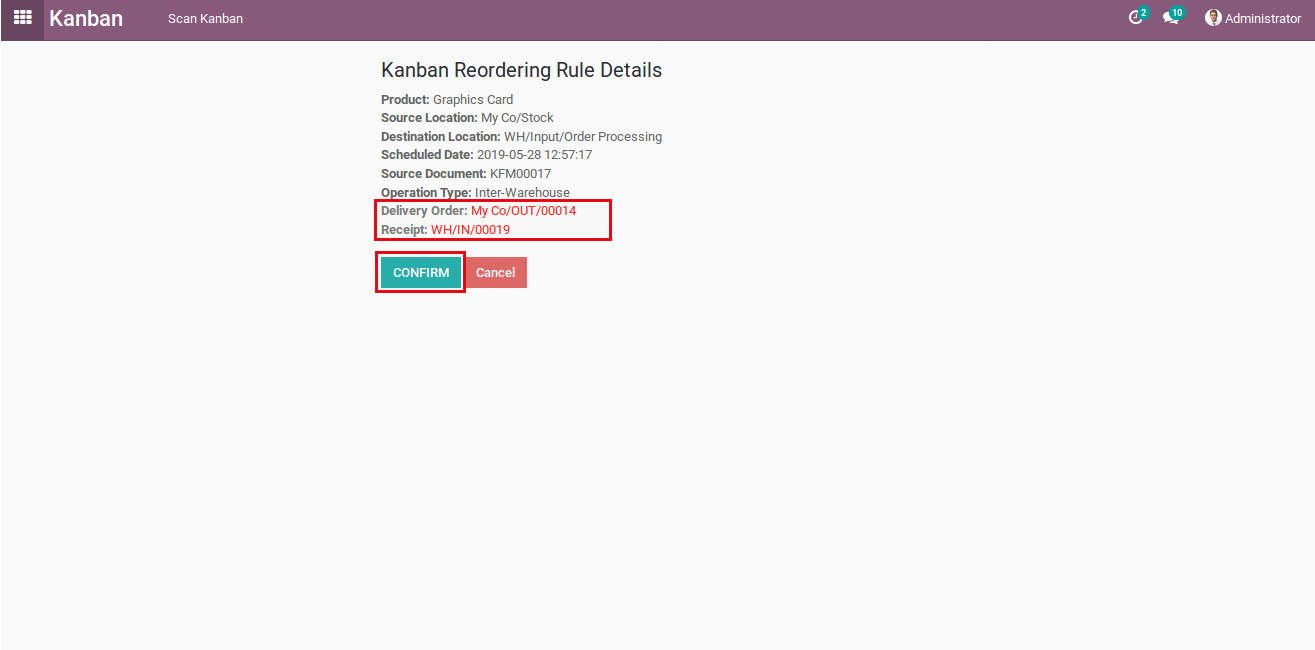 Kanban Scan Kanban 2 10 Administrator
Kanban Reordering Rule Details
Product: Graphics Card
Source Location: My Co/Stock
Destination Location: WH/Input/Order Processing
Scheduled Date: 2019-05-28 12:57:17
Source Document: KFM00017
Operation Type: Inter-Warehouse
Delivery Order: My Co/OUT/00014
Receipt: WH/IN/00019
CONFIRM Cancel